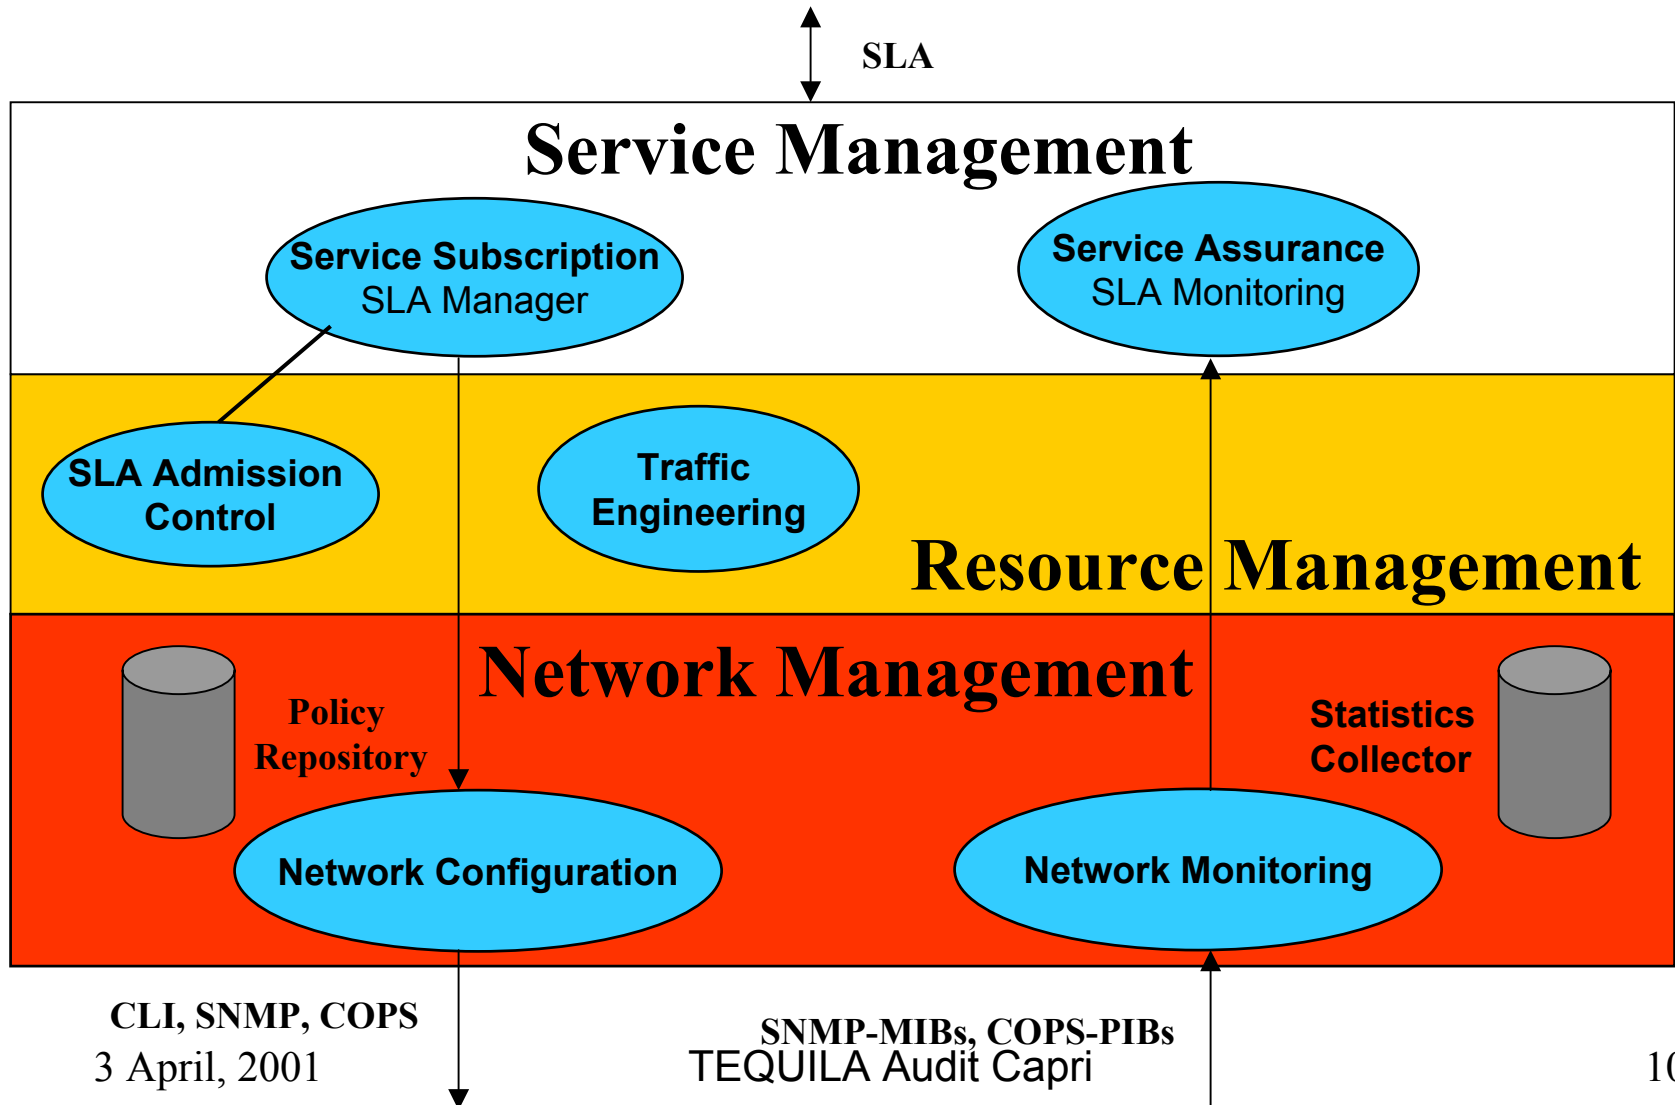 SLA
Service Management
Service Subscription
SLA Manager
Service Assurance
SLA Monitoring
SLA Admission
Control
Traffic
Engineering
Resource Management
Network Management
Policy
Repository
Statistics
Collector
Network Configuration
Network Monitoring
CLI, SNMP, COPS
SNMP-MIBs, COPS-PIBs
3 April, 2001
TEQUILA Audit Capri
10